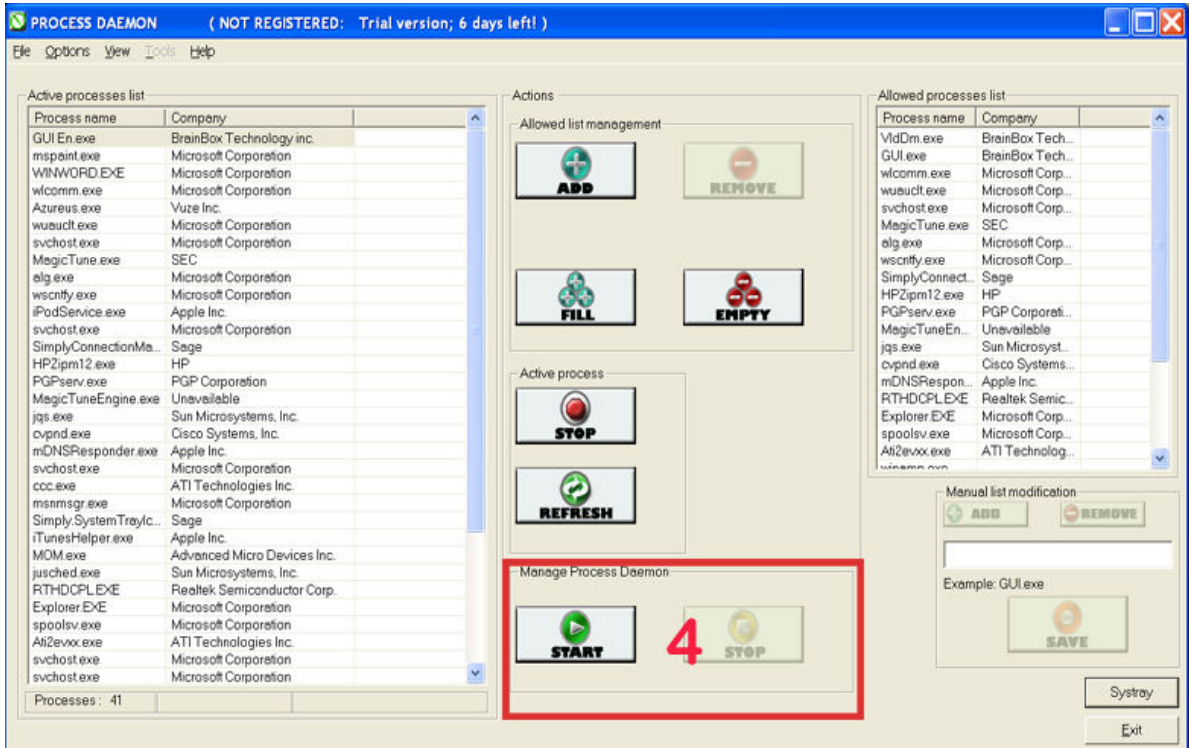 PROCESS DAEMON ( NOT REGISTERED: Trial version; 6 days left! )
File Options View Tools Help
Active processes list
Process name Company
GUI En.exe BrainBox Technology inc.
mspaint.exe Microsoft Corporation
WINWORD.EXE Microsoft Corporation
wlcomm.exe Microsoft Corporation
Azureus.exe Vuze Inc.
wuauclt.exe Microsoft Corporation
svchost.exe Microsoft Corporation
MagicTune.exe SEC
alg.exe Microsoft Corporation
wscntfy.exe Microsoft Corporation
iPodService.exe Apple Inc.
svchost.exe Microsoft Corporation
SimplyConnectionMa... Sage
HPZipm12.exe HP
PGPserv.exe PGP Corporation
MagicTuneEngine.exe Unavailable
jqs.exe Sun Microsystems, Inc.
cvpnd.exe Cisco Systems, Inc.
mDNSResponder.exe Apple Inc.
svchost.exe Microsoft Corporation
ccc.exe ATI Technologies Inc.
msnmsgr.exe Microsoft Corporation
Simply.SystemTrayIc... Sage
iTunesHelper.exe Apple Inc.
MOM.exe Advanced Micro Devices Inc.
jusched.exe Sun Microsystems, Inc.
RTHDCPL.EXE Realtek Semiconductor Corp.
Explorer.EXE Microsoft Corporation
spoolsv.exe Microsoft Corporation
Ati2evxx.exe ATI Technologies Inc.
svchost.exe Microsoft Corporation
svchost.exe Microsoft Corporation
Processes : 41
Actions
Allowed list management
ADD REMOVE
FILL EMPTY
Active process
STOP
REFRESH
Manage Process Daemon
START 4 STOP
Allowed processes list
Process name Company
VldDm.exe BrainBox Tech...
GUI.exe BrainBox Tech...
wlcomm.exe Microsoft Corp...
wuauclt.exe Microsoft Corp...
svchost.exe Microsoft Corp...
MagicTune.exe SEC
alg.exe Microsoft Corp...
wscntfy.exe Microsoft Corp...
SimplyConnect... Sage
HPZipm12.exe HP
PGPserv.exe PGP Corporati...
MagicTuneEn... Unavailable
jqs.exe Sun Microsyst...
cvpnd.exe Cisco Systems...
mDNSRespon... Apple Inc.
RTHDCPL.EXE Realtek Semic...
Explorer.EXE Microsoft Corp...
spoolsv.exe Microsoft Corp...
Ati2evxx.exe ATI Technolog...
Manual list modification
ADD REMOVE
Example: GUI.exe
SAVE
Systray
Exit